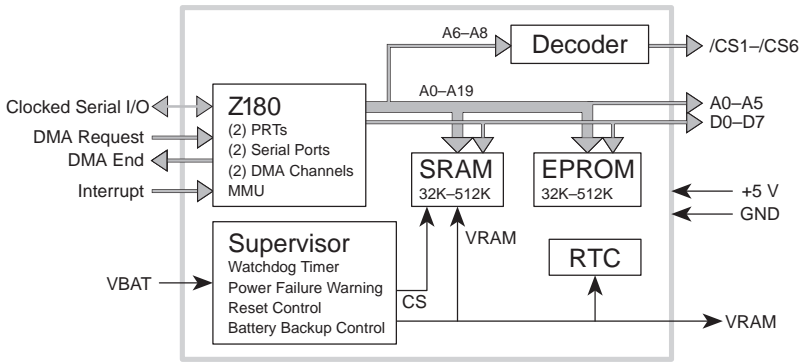 A6–A8
Decoder
/CS1–/CS6
A0–A19
Clocked Serial I/O
Z180
A0–A5
(2) PRTs
D0–D7
DMA Request
(2) Serial Ports
DMA End
(2) DMA Channels
SRAM
EPROM
Interrupt
MMU
32K–512K
32K–512K
+5 V
GND
Supervisor
VRAM
Watchdog Timer
RTC
VBAT
Power Failure Warning
CS
Reset Control
Battery Backup Control
VRAM